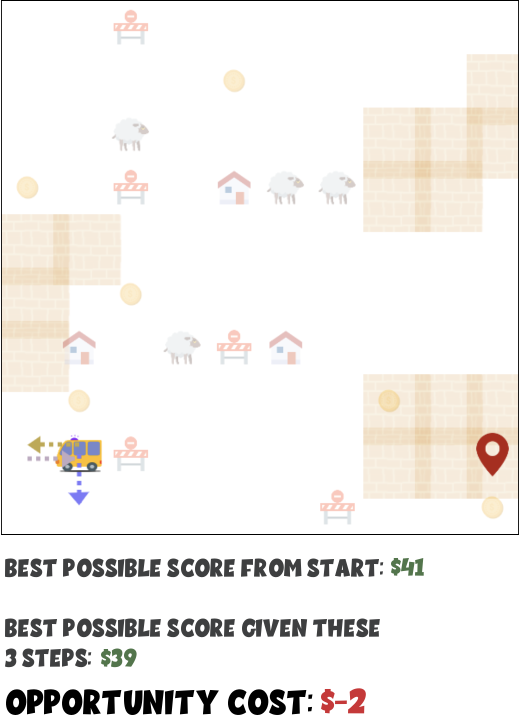 BEST POSSIBLE SCORE FROM START: $41
BEST POSSIBLE SCORE GIVEN THESE
3 STEPS: $39
OPPORTUNITY COST: $-2